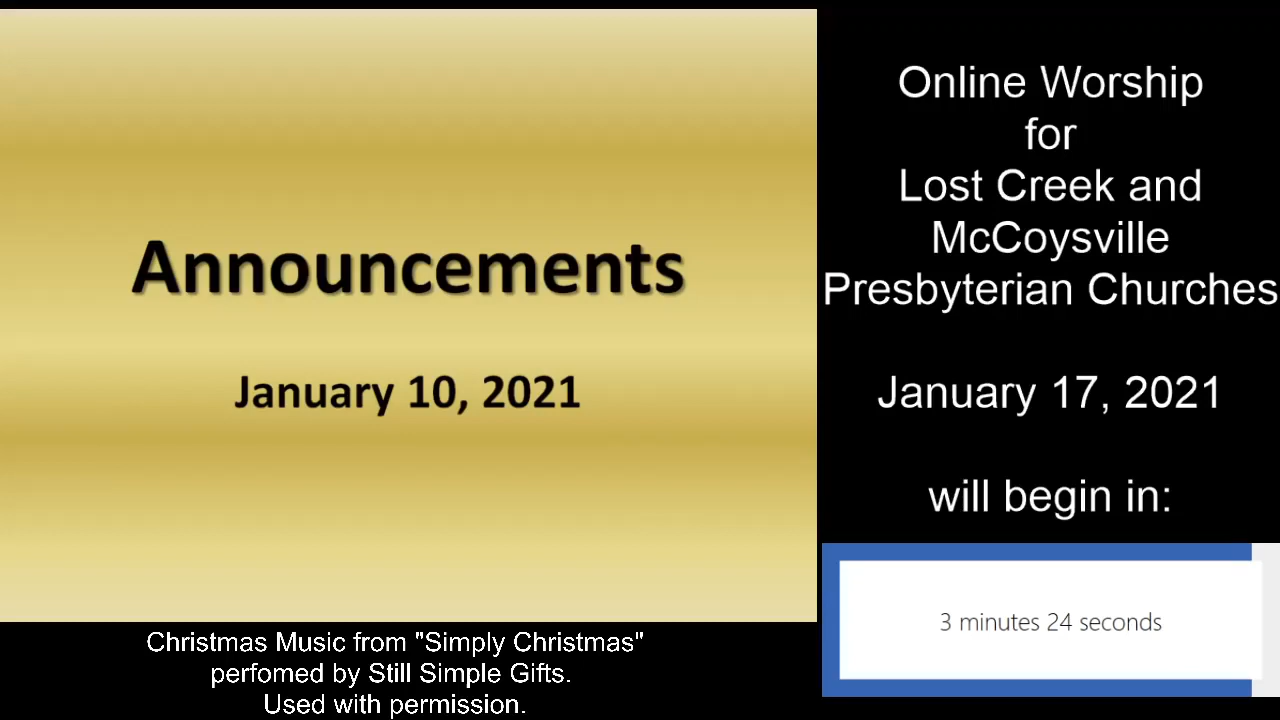 Announcements
January 10, 2021
Christmas Music from "Simply Christmas"
perfomed by Still Simple Gifts.
Used with permission.
Online Worship
for
Lost Creek and
McCoysville
Presbyterian Churches
January 17, 2021
will begin in:
3 minutes 24 seconds